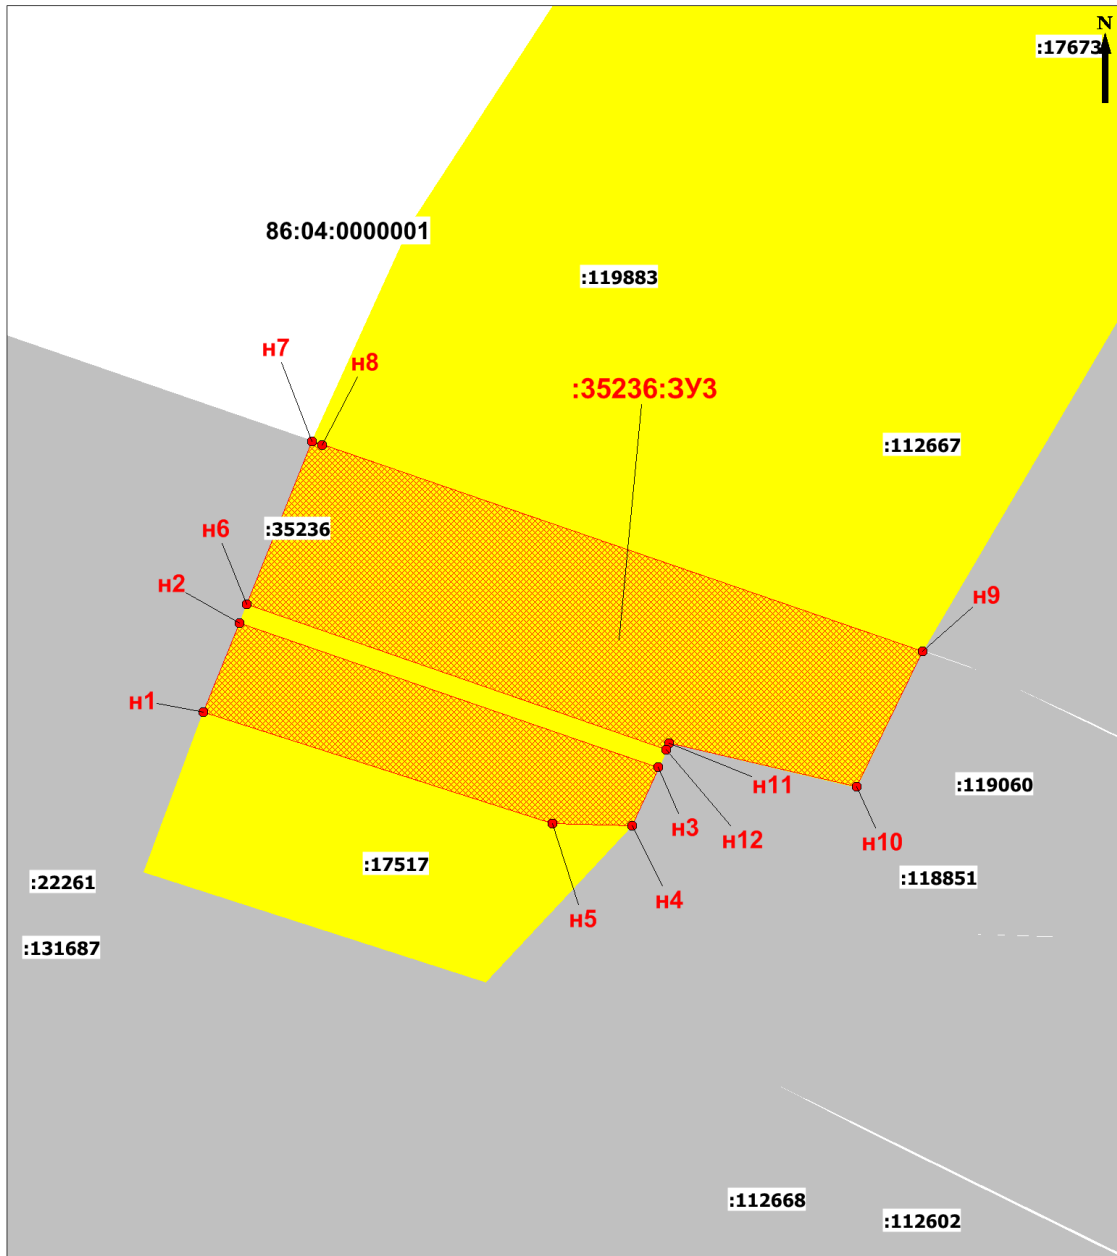 N
:17673
86:04:0000001
:119883
н7
н8
:35236:ЗУ3
:112667
н6
:35236
н2
н9
н1
н11
:119060
н3
н12
н10
:17517
:118851
:22261
н4
н5
:131687
:112668
:112602